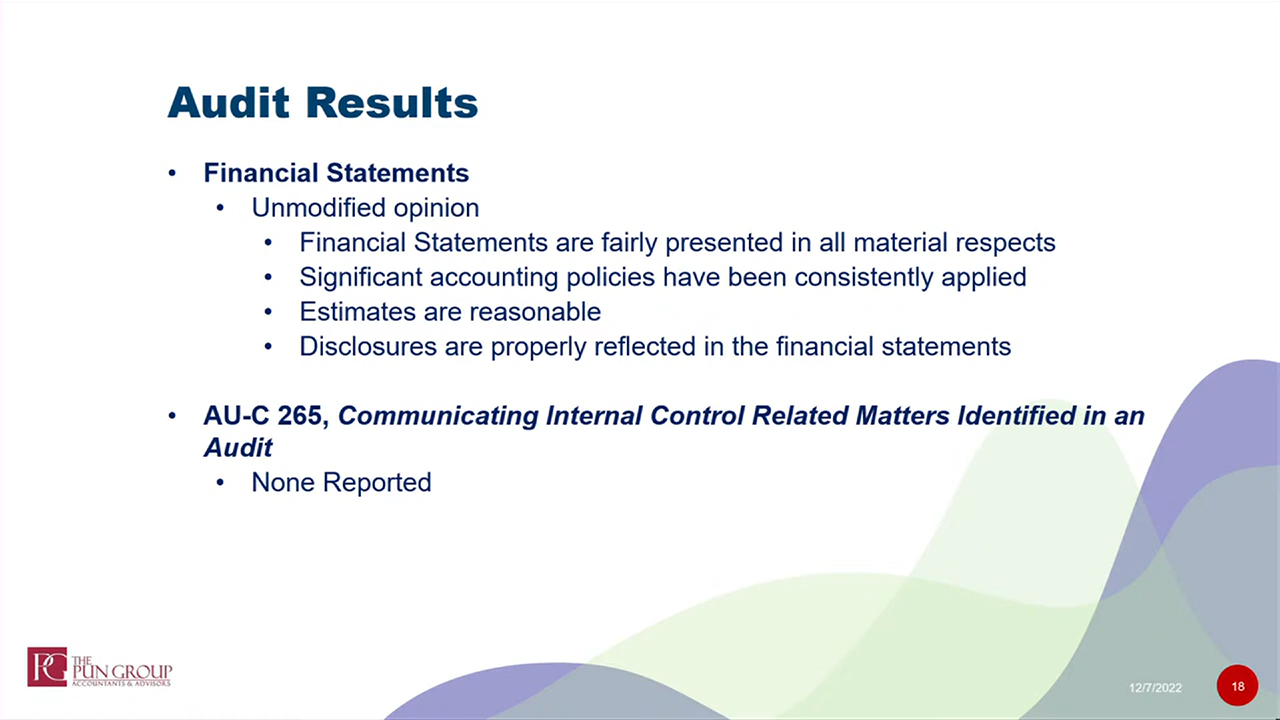 Audit Results
• Financial Statements
• Unmodified opinion
• Financial Statements are fairly presented in all material respects
• Significant accounting policies have been consistently applied
• Estimates are reasonable
• Disclosures are properly reflected in the financial statements
• AU-C 265, Communicating Internal Control Related Matters Identified in an
Audit
• None Reported
PG
THE
PUN GROUP
ACCOUNTANTS & ADVISORS
12/7/2022
18